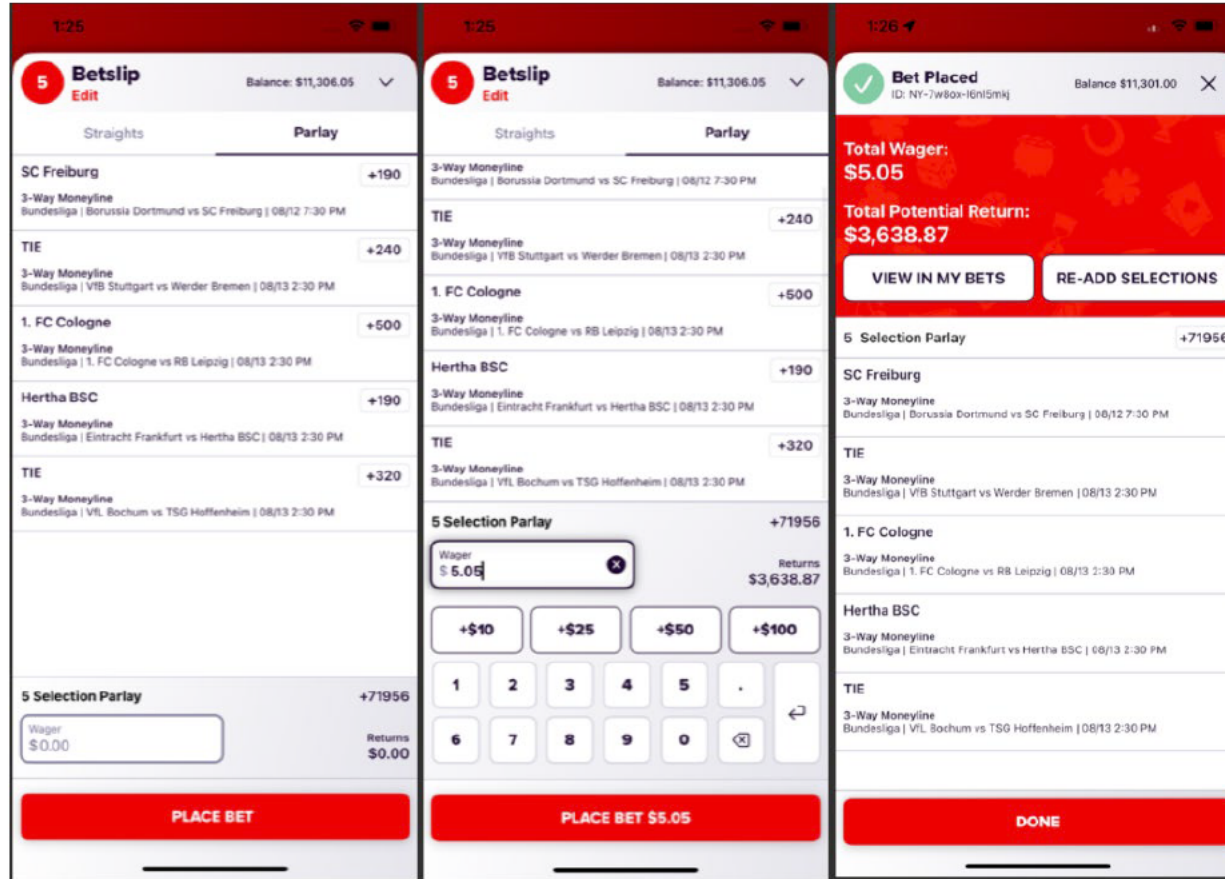 1:25
5
Betslip
Edit
Balance: $11,306.05
Straights
Parlay
SC Freiburg
+190
3-Way Moneyline
Bundesliga | Borussia Dortmund vs SC Freiburg | 08/12 7:30 PM
TIE
+240
3-Way Moneyline
Bundesliga | VfB Stuttgart vs Werder Bremen | 08/13 2:30 PM
1. FC Cologne
+500
3-Way Moneyline
Bundesliga | 1. FC Cologne vs RB Leipzig | 08/13 2:30 PM
Hertha BSC
+190
3-Way Moneyline
Bundesliga | Eintracht Frankfurt vs Hertha BSC | 08/13 2:30 PM
TIE
+320
3-Way Moneyline
Bundesliga | VfL Bochum vs TSG Hoffenheim | 08/13 2:30 PM
5 Selection Parlay
+71956
Wager
$0.00
Returns
$0.00
PLACE BET
1:25
5
Betslip
Edit
Balance: $11,306.05
Straights
Parlay
3-Way Moneyline
Bundesliga | Borussia Dortmund vs SC Freiburg | 08/12 7:30 PM
TIE
+240
3-Way Moneyline
Bundesliga | VfB Stuttgart vs Werder Bremen | 08/13 2:30 PM
1. FC Cologne
+500
3-Way Moneyline
Bundesliga | 1. FC Cologne vs RB Leipzig | 08/13 2:30 PM
Hertha BSC
+190
3-Way Moneyline
Bundesliga | Eintracht Frankfurt vs Hertha BSC | 08/13 2:30 PM
TIE
+320
3-Way Moneyline
Bundesliga | VfL Bochum vs TSG Hoffenheim | 08/13 2:30 PM
5 Selection Parlay
+71956
Wager
$ 5.05
Returns
$3,638.87
+$10 +$25 +$50 +$100
1 2 3 4 5 .
6 7 8 9 0
PLACE BET $5.05
1:26
Bet Placed
ID: NY-7w8ox-l6nl5mkj
Balance $11,301.00
Total Wager:
$5.05
Total Potential Return:
$3,638.87
VIEW IN MY BETS
RE-ADD SELECTIONS
5 Selection Parlay
+71956
SC Freiburg
3-Way Moneyline
Bundesliga | Borussia Dortmund vs SC Freiburg | 08/12 7:30 PM
TIE
3-Way Moneyline
Bundesliga | VfB Stuttgart vs Werder Bremen | 08/13 2:30 PM
1. FC Cologne
3-Way Moneyline
Bundesliga | 1. FC Cologne vs RB Leipzig | 08/13 2:30 PM
Hertha BSC
3-Way Moneyline
Bundesliga | Eintracht Frankfurt vs Hertha BSC | 08/13 2:30 PM
TIE
3-Way Moneyline
Bundesliga | VfL Bochum vs TSG Hoffenheim | 08/13 2:30 PM
DONE